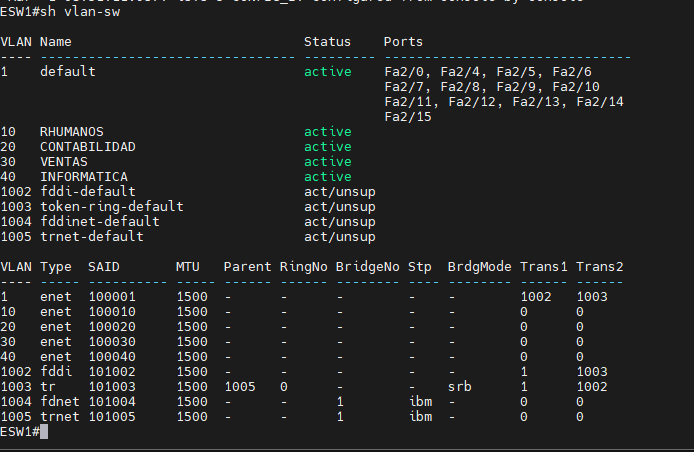 ESW1#sh vlan-sw
VLAN Name                             Status    Ports
---- -------------------------------- --------- -------------------------------
1    default                          active    Fa2/0, Fa2/4, Fa2/5, Fa2/6
                                                Fa2/7, Fa2/8, Fa2/9, Fa2/10
                                                Fa2/11, Fa2/12, Fa2/13, Fa2/14
                                                Fa2/15
10   RHUMANOS                         active
20   CONTABILIDAD                     active
30   VENTAS                           active
40   INFORMATICA                      active
1002 fddi-default                     act/unsup
1003 token-ring-default               act/unsup
1004 fddinet-default                  act/unsup
1005 trnet-default                    act/unsup
VLAN Type  SAID       MTU   Parent RingNo BridgeNo Stp  BrdgMode Trans1 Trans2
---- ----- ---------- ----- ------ ------ -------- ---- -------- ------ ------
1    enet  100001     1500  -      -      -        -    -        1002   1003
10   enet  100010     1500  -      -      -        -    -        0      0
20   enet  100020     1500  -      -      -        -    -        0      0
30   enet  100030     1500  -      -      -        -    -        0      0
40   enet  100040     1500  -      -      -        -    -        0      0
1002 fddi  101002     1500  -      -      -        -    -        1      1003
1003 tr    101003     1500  1005   0      -        -    srb      1      1002
1004 fdnet 101004     1500  -      -      1        ibm  -        0      0
1005 trnet 101005     1500  -      -      1        ibm  -        0      0
ESW1#